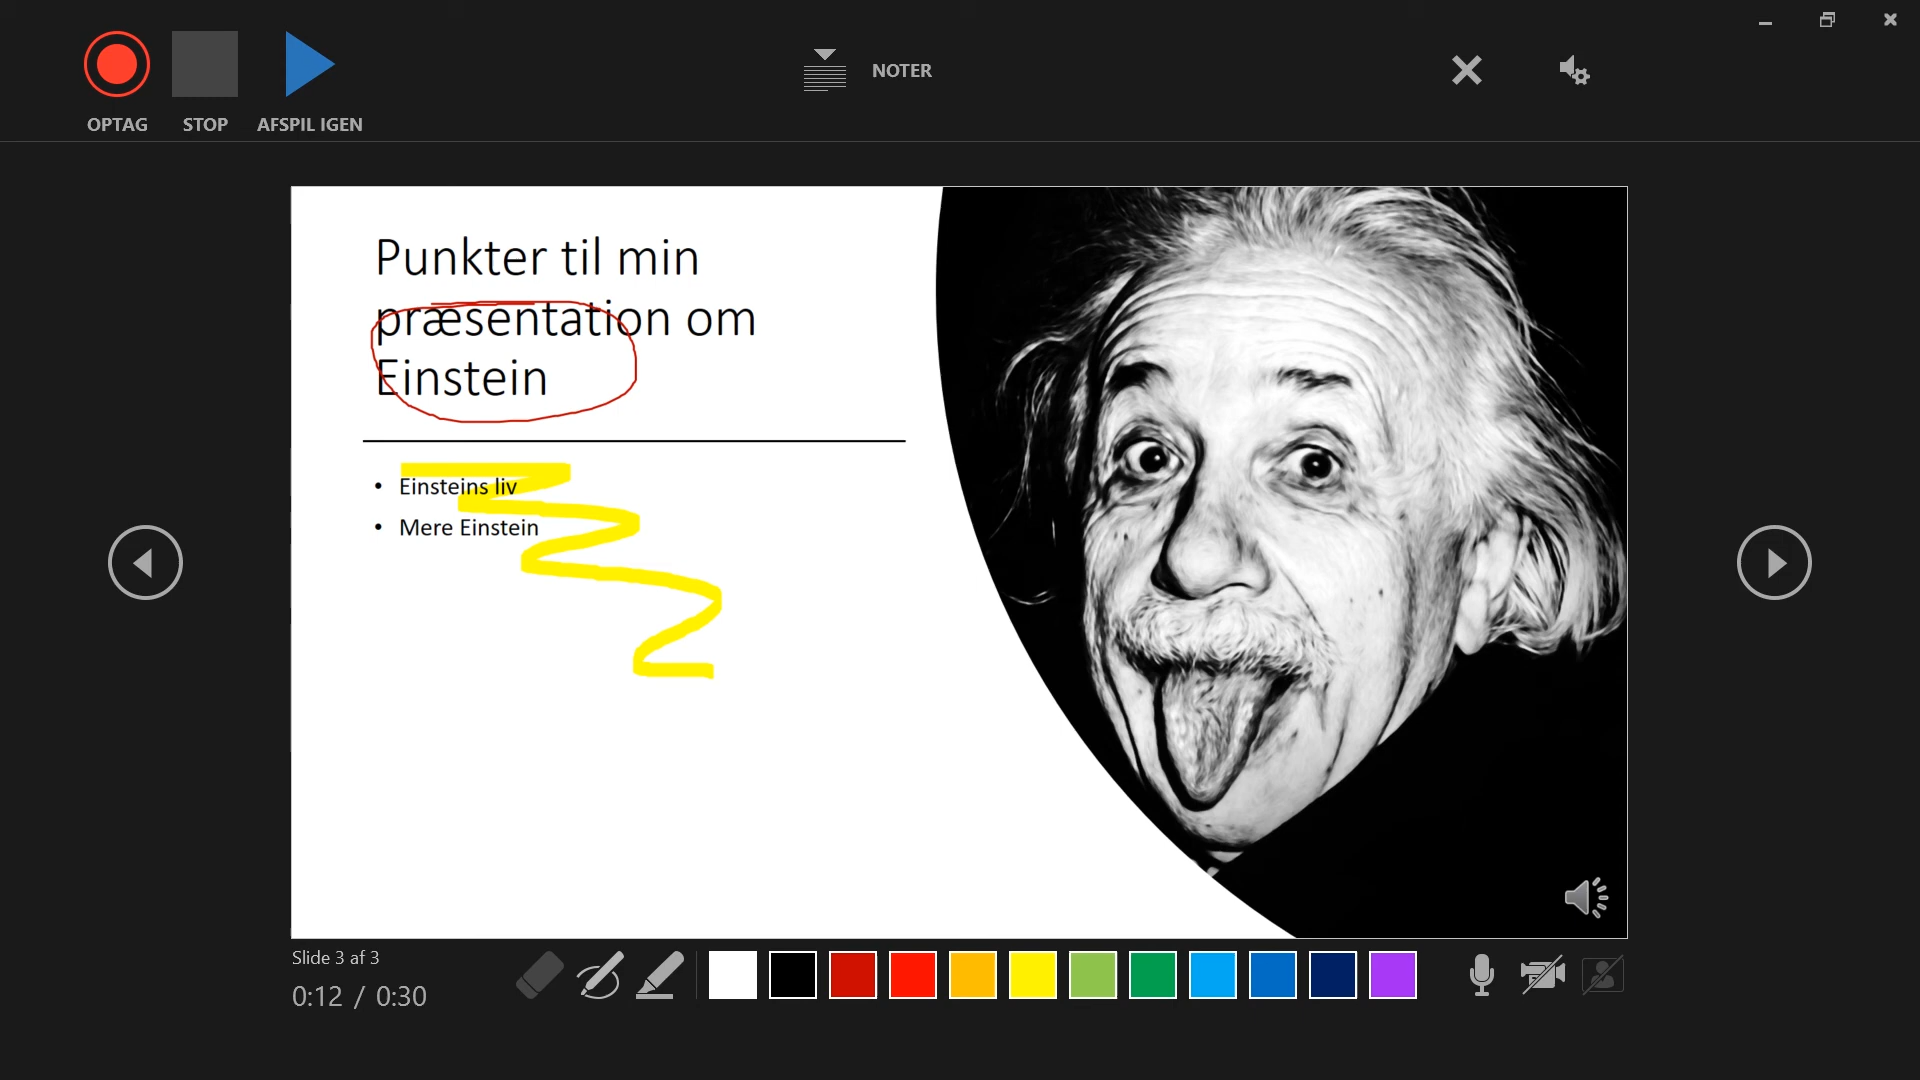 OPTAG
STOP
AFSPIL IGEN
NOTER
Punkter til min
præsentation om
Einstein
• Einsteins liv
• Mere Einstein
Slide 3 af 3
0:12 / 0:30